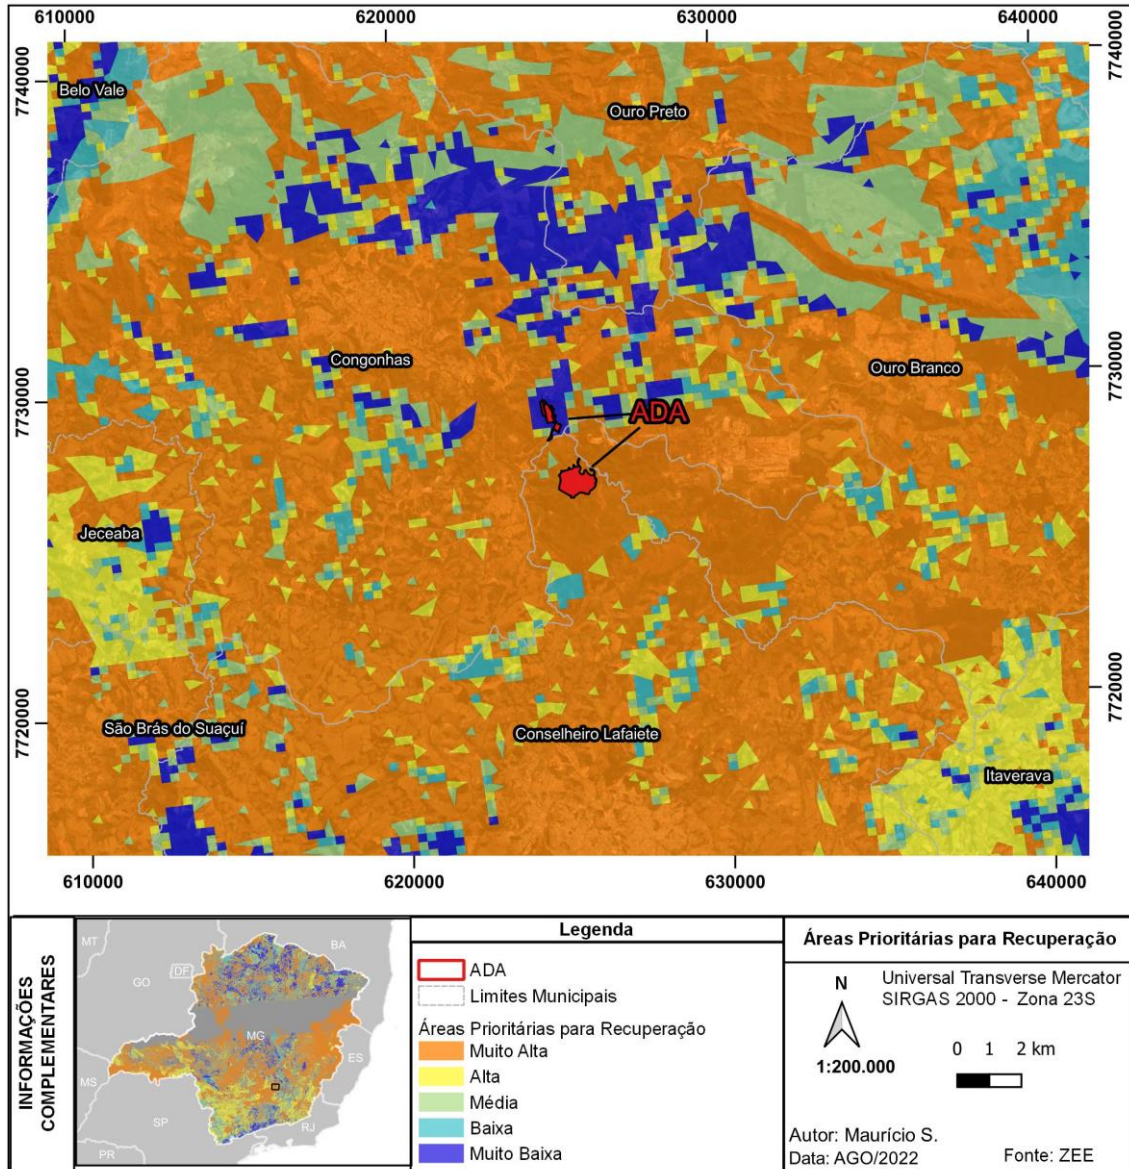 610000
620000
630000
640000
7740000
7740000
Belo Vale
Ouro Preto
7730000
7730000
Congonhas
Ouro Branco
ADA
Jeceaba
7720000
7720000
São Brás do Suaçuí
Conselheiro Lafaiete
Itaverava
610000
620000
630000
640000
INFORMAÇÕES
COMPLEMENTARES
MT
GO
DF
BA
MG
ES
MS
SP
RJ
PR
Legenda
ADA
Limites Municipais
Áreas Prioritárias para Recuperação
Muito Alta
Alta
Média
Baixa
Muito Baixa
Áreas Prioritárias para Recuperação
N
Universal Transverse Mercator
SIRGAS 2000 - Zona 23S
1:200.000
0 1 2 km
Autor: Maurício S.
Data: AGO/2022
Fonte: ZEE